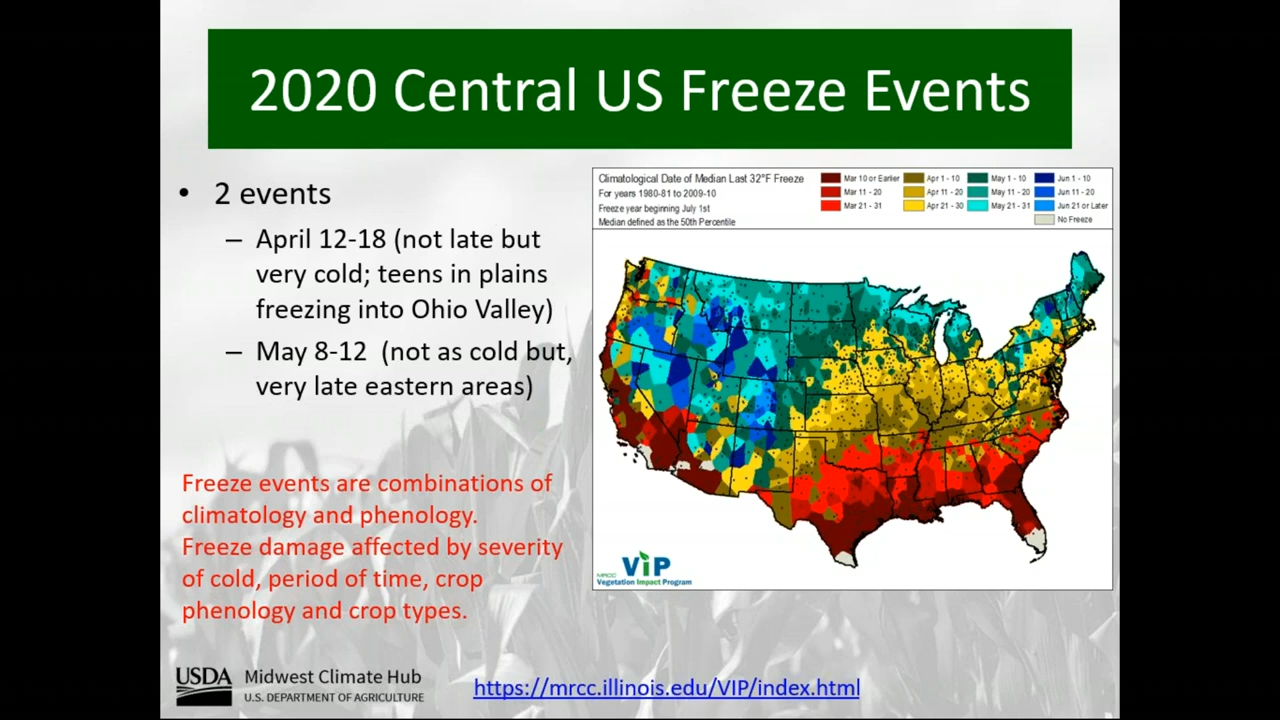 2020 Central US Freeze Events
• 2 events
– April 12-18 (not late but
very cold; teens in plains
freezing into Ohio Valley)
– May 8-12 (not as cold but,
very late eastern areas)
Freeze events are combinations of
climatology and phenology.
Freeze damage affected by severity
of cold, period of time, crop
phenology and crop types.
Climatological Date of Median Last 32°F Freeze
For years 1980-81 to 2009-10
Freeze year beginning July 1st
Median defined as the 50th Percentile
Mar 10 or Earlier
Mar 11 - 20
Mar 21 - 31
Apr 1 - 10
Apr 11 - 20
Apr 21 - 30
May 1 - 10
May 11 - 20
May 21 - 31
Jun 1 - 10
Jun 11 - 20
Jun 21 or Later
No Freeze
MRCC ViP
Vegetation Impact Program
USDA Midwest Climate Hub
U.S. DEPARTMENT OF AGRICULTURE
https://mrcc.illinois.edu/VIP/index.html